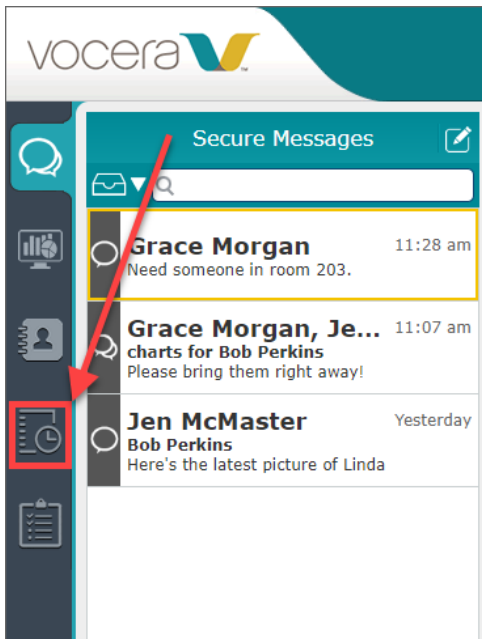 vocera
Secure Messages
Grace Morgan 11:28 am
Need someone in room 203.
Grace Morgan, Je... 11:07 am
charts for Bob Perkins
Please bring them right away!
Jen McMaster Yesterday
Bob Perkins
Here's the latest picture of Linda